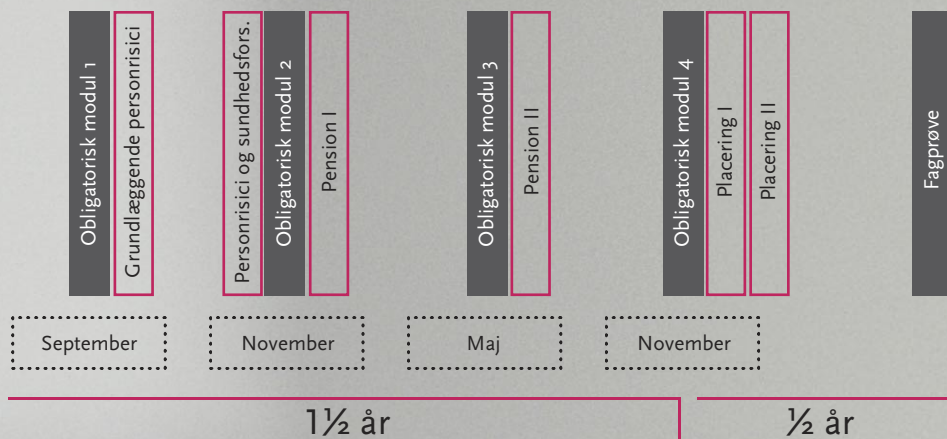 Obligatorisk modul 1
Grundlæggende personrisici
Personrisici og sundhedsfors.
Obligatorisk modul 2
Pension I
Obligatorisk modul 3
Pension II
Obligatorisk modul 4
Placering I
Placering II
Fagprøve
September
November
Maj
November
1½ år
½ år